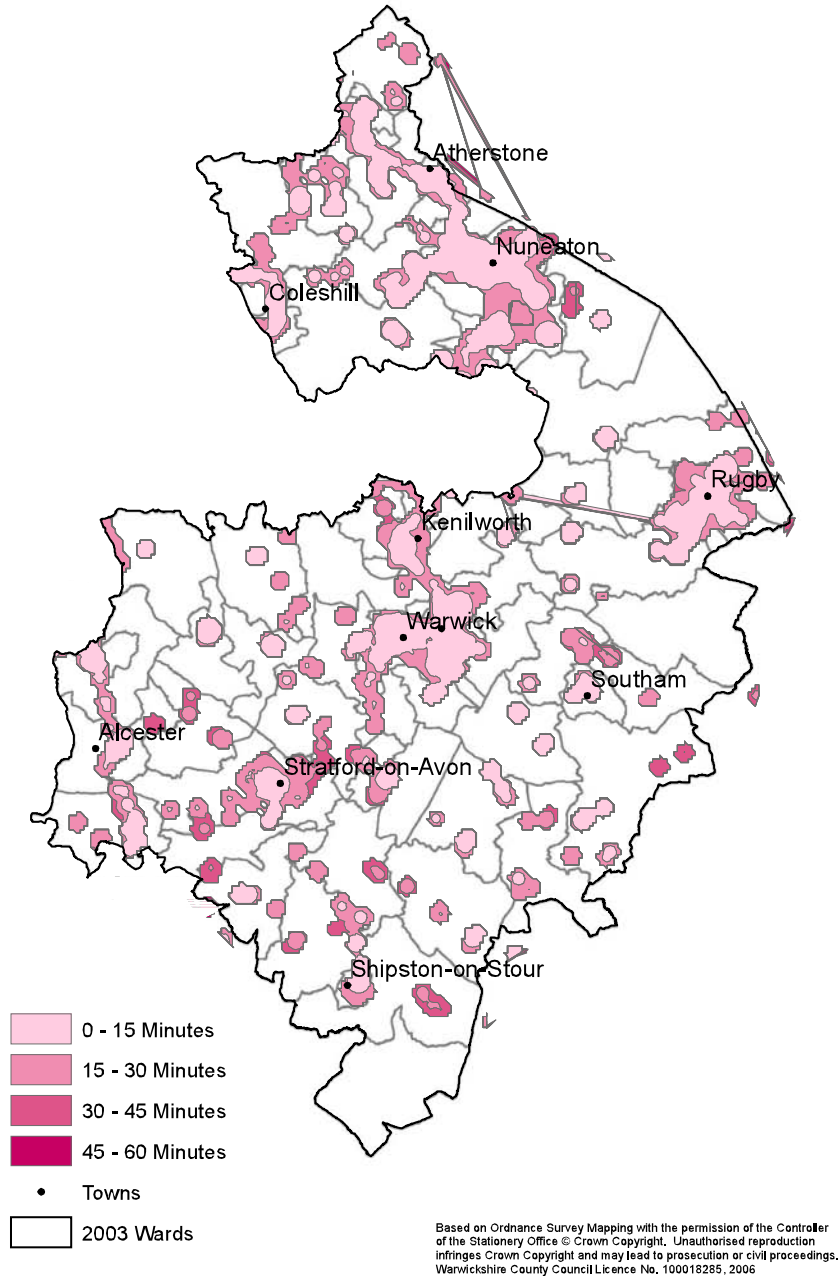 Atherstone
Nuneaton
Coleshill
Rugby
Kenilworth
Warwick
Southam
Alcester
Stratford-on-Avon
Shipston-on-Stour
0 - 15 Minutes
15 - 30 Minutes
30 - 45 Minutes
45 - 60 Minutes
Towns
2003 Wards
Based on Ordnance Survey Mapping with the permission of the Controller
of the Stationery Office © Crown Copyright. Unauthorised reproduction
infringes Crown Copyright and may lead to prosecution or civil proceedings.
Warwickshire County Council Licence No. 100018285, 2006